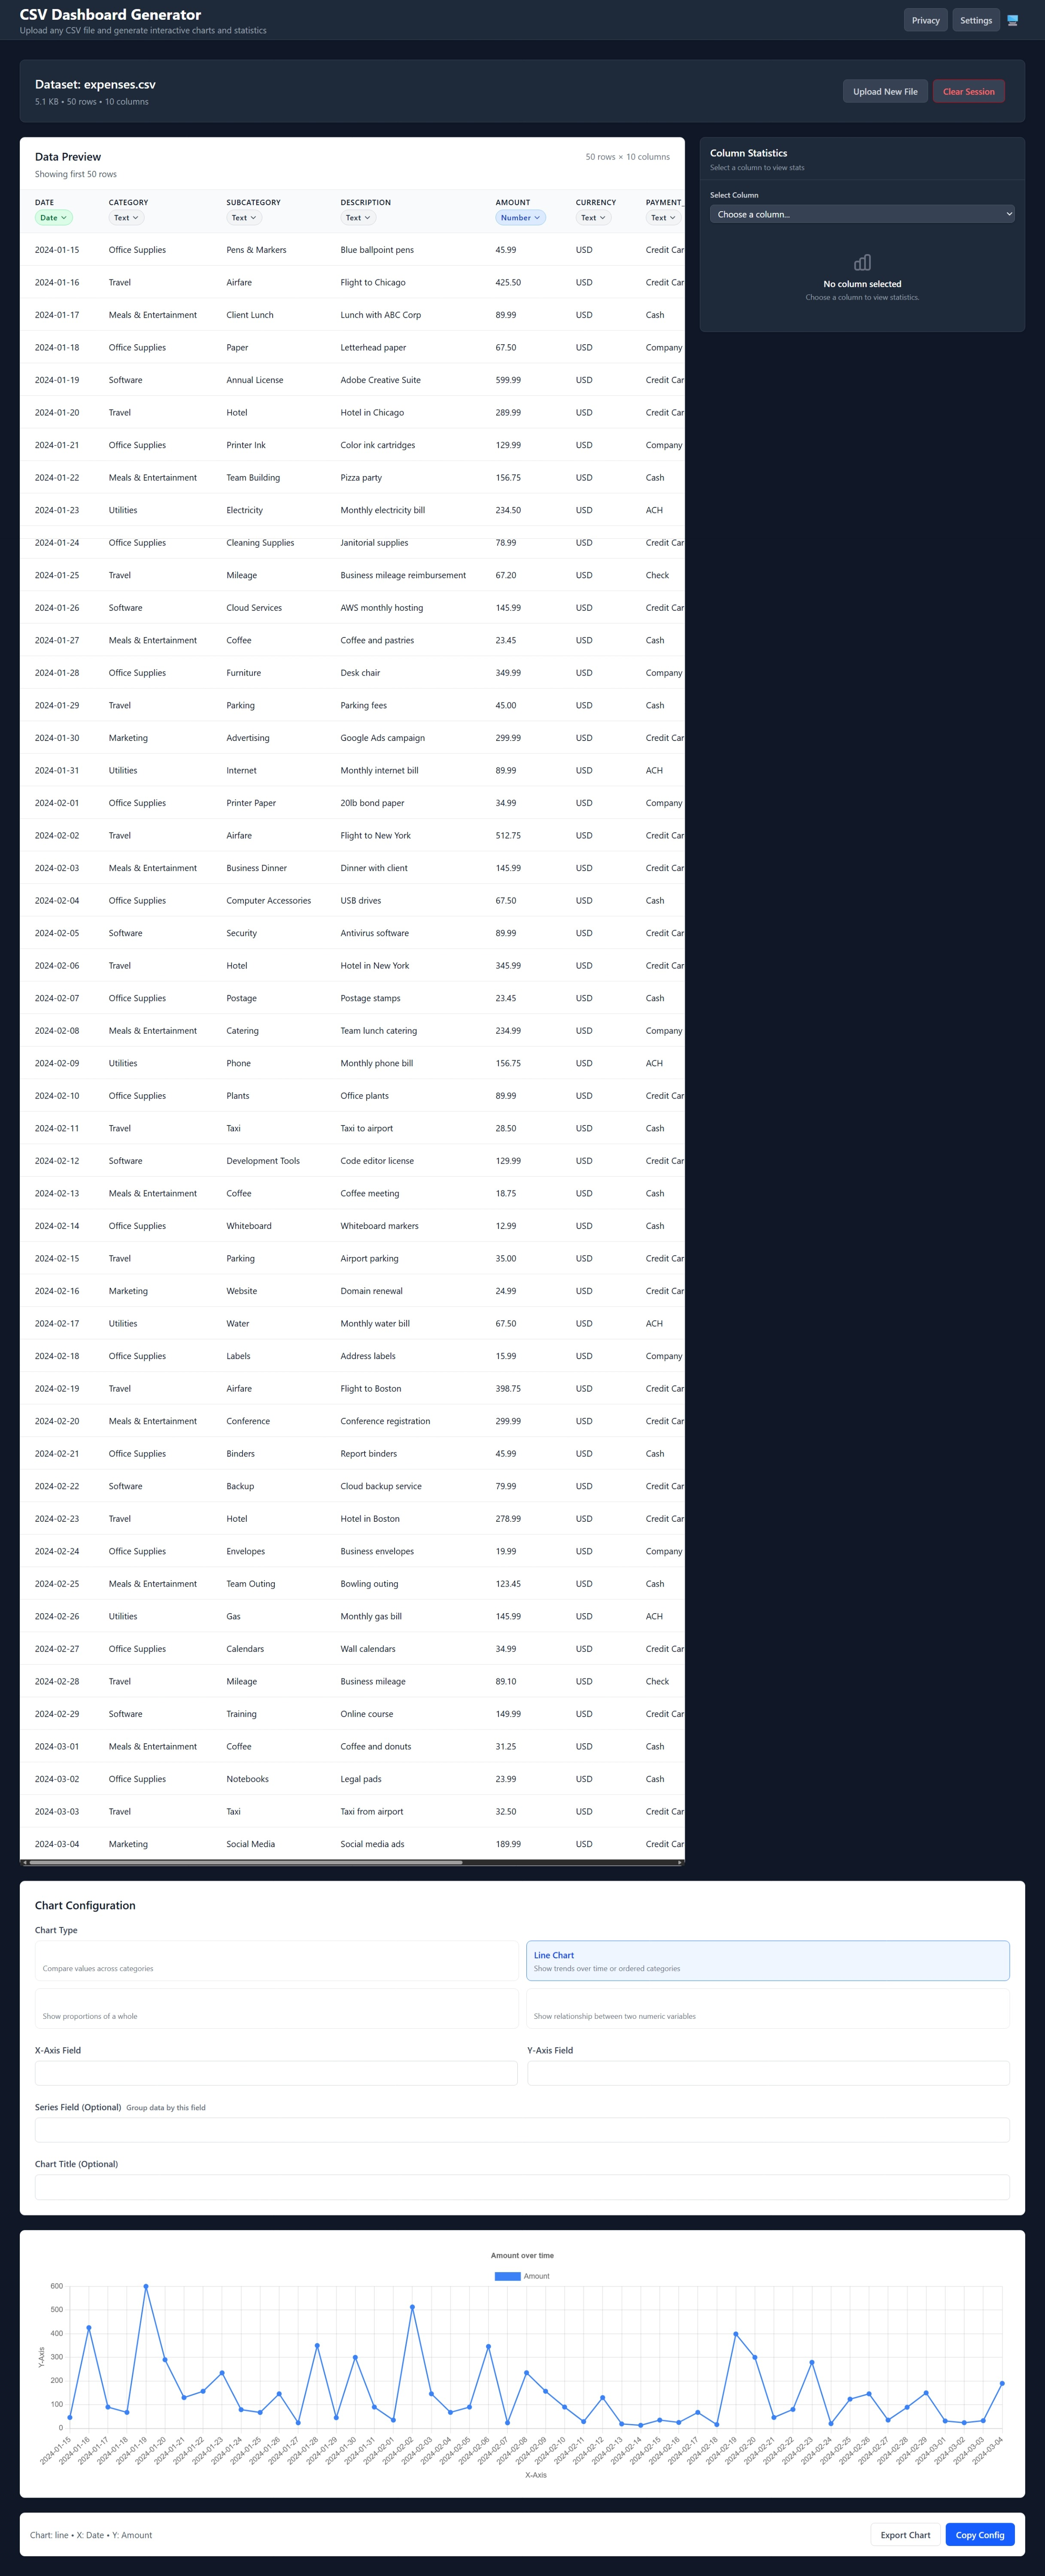 CSV Dashboard Generator
Upload any CSV file and generate interactive charts and statistics
Privacy Settings
Dataset: expenses.csv
5.1 KB • 50 rows • 10 columns
Upload New File Clear Session
Data Preview
50 rows × 10 columns
Showing first 50 rows
DATE CATEGORY SUBCATEGORY DESCRIPTION AMOUNT CURRENCY PAYMENT_
Date Text Text Text Number Text Text
2024-01-15 Office Supplies Pens & Markers Blue ballpoint pens 45.99 USD Credit Car
2024-01-16 Travel Airfare Flight to Chicago 425.50 USD Credit Car
2024-01-17 Meals & Entertainment Client Lunch Lunch with ABC Corp 89.99 USD Cash
2024-01-18 Office Supplies Paper Letterhead paper 67.50 USD Company
2024-01-19 Software Annual License Adobe Creative Suite 599.99 USD Credit Car
2024-01-20 Travel Hotel Hotel in Chicago 289.99 USD Credit Car
2024-01-21 Office Supplies Printer Ink Color ink cartridges 129.99 USD Company
2024-01-22 Meals & Entertainment Team Building Pizza party 156.75 USD Cash
2024-01-23 Utilities Electricity Monthly electricity bill 234.50 USD ACH
2024-01-24 Office Supplies Cleaning Supplies Janitorial supplies 78.99 USD Credit Car
2024-01-25 Travel Mileage Business mileage reimbursement 67.20 USD Check
2024-01-26 Software Cloud Services AWS monthly hosting 145.99 USD Credit Car
2024-01-27 Meals & Entertainment Coffee Coffee and pastries 23.45 USD Cash
2024-01-28 Office Supplies Furniture Desk chair 349.99 USD Company
2024-01-29 Travel Parking Parking fees 45.00 USD Cash
2024-01-30 Marketing Advertising Google Ads campaign 299.99 USD Credit Car
2024-01-31 Utilities Internet Monthly internet bill 89.99 USD ACH
2024-02-01 Office Supplies Printer Paper 20lb bond paper 34.99 USD Company
2024-02-02 Travel Airfare Flight to New York 512.75 USD Credit Car
2024-02-03 Meals & Entertainment Business Dinner Dinner with client 145.99 USD Credit Car
2024-02-04 Office Supplies Computer Accessories USB drives 67.50 USD Cash
2024-02-05 Software Security Antivirus software 89.99 USD Credit Car
2024-02-06 Travel Hotel Hotel in New York 345.99 USD Credit Car
2024-02-07 Office Supplies Postage Postage stamps 23.45 USD Cash
2024-02-08 Meals & Entertainment Catering Team lunch catering 234.99 USD Company
2024-02-09 Utilities Phone Monthly phone bill 156.75 USD ACH
2024-02-10 Office Supplies Plants Office plants 89.99 USD Credit Car
2024-02-11 Travel Taxi Taxi to airport 28.50 USD Cash
2024-02-12 Software Development Tools Code editor license 129.99 USD Credit Car
2024-02-13 Meals & Entertainment Coffee Coffee meeting 18.75 USD Cash
2024-02-14 Office Supplies Whiteboard Whiteboard markers 12.99 USD Cash
2024-02-15 Travel Parking Airport parking 35.00 USD Credit Car
2024-02-16 Marketing Website Domain renewal 24.99 USD Credit Car
2024-02-17 Utilities Water Monthly water bill 67.50 USD ACH
2024-02-18 Office Supplies Labels Address labels 15.99 USD Company
2024-02-19 Travel Airfare Flight to Boston 398.75 USD Credit Car
2024-02-20 Meals & Entertainment Conference Conference registration 299.99 USD Credit Car
2024-02-21 Office Supplies Binders Report binders 45.99 USD Cash
2024-02-22 Software Backup Cloud backup service 79.99 USD Credit Car
2024-02-23 Travel Hotel Hotel in Boston 278.99 USD Credit Car
2024-02-24 Office Supplies Envelopes Business envelopes 19.99 USD Company
2024-02-25 Meals & Entertainment Team Outing Bowling outing 123.45 USD Cash
2024-02-26 Utilities Gas Monthly gas bill 145.99 USD ACH
2024-02-27 Office Supplies Calendars Wall calendars 34.99 USD Credit Car
2024-02-28 Travel Mileage Business mileage 89.10 USD Check
2024-02-29 Software Training Online course 149.99 USD Credit Car
2024-03-01 Meals & Entertainment Coffee Coffee and donuts 31.25 USD Cash
2024-03-02 Office Supplies Notebooks Legal pads 23.99 USD Cash
2024-03-03 Travel Taxi Taxi from airport 32.50 USD Credit Car
2024-03-04 Marketing Social Media Social media ads 189.99 USD Credit Car
Column Statistics
Select a column to view stats
Select Column
Choose a column...
No column selected
Choose a column to view statistics.
Chart Configuration
Chart Type
Compare values across categories
Line Chart
Show trends over time or ordered categories
Show proportions of a whole
Show relationship between two numeric variables
X-Axis Field Y-Axis Field
Series Field (Optional) Group data by this field
Chart Title (Optional)
Amount over time
Amount
600
500
400
300
200
100
0
Y-Axis
2024-01-15 2024-01-16 2024-01-17 2024-01-18 2024-01-19 2024-01-20 2024-01-21 2024-01-22 2024-01-23 2024-01-24 2024-01-25 2024-01-26 2024-01-27 2024-01-28 2024-01-29 2024-01-30 2024-01-31 2024-02-01 2024-02-02 2024-02-03 2024-02-04 2024-02-05 2024-02-06 2024-02-07 2024-02-08 2024-02-09 2024-02-10 2024-02-11 2024-02-12 2024-02-13 2024-02-14 2024-02-15 2024-02-16 2024-02-17 2024-02-18 2024-02-19 2024-02-20 2024-02-21 2024-02-22 2024-02-23 2024-02-24 2024-02-25 2024-02-26 2024-02-27 2024-02-28 2024-02-29 2024-03-01 2024-03-02 2024-03-03 2024-03-04
X-Axis
Chart: line • X: Date • Y: Amount
Export Chart Copy Config